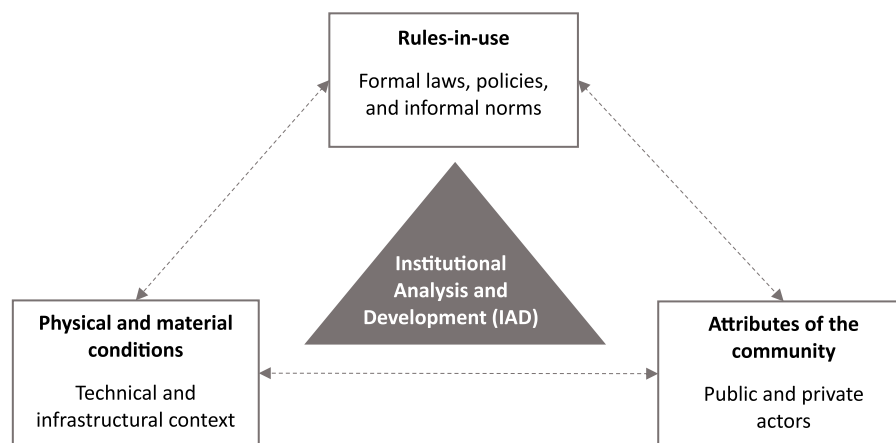 Rules-in-use
Formal laws, policies,
and informal norms
Institutional
Analysis and
Development (IAD)
Physical and material
conditions
Technical and
infrastructural context
Attributes of the
community
Public and private
actors